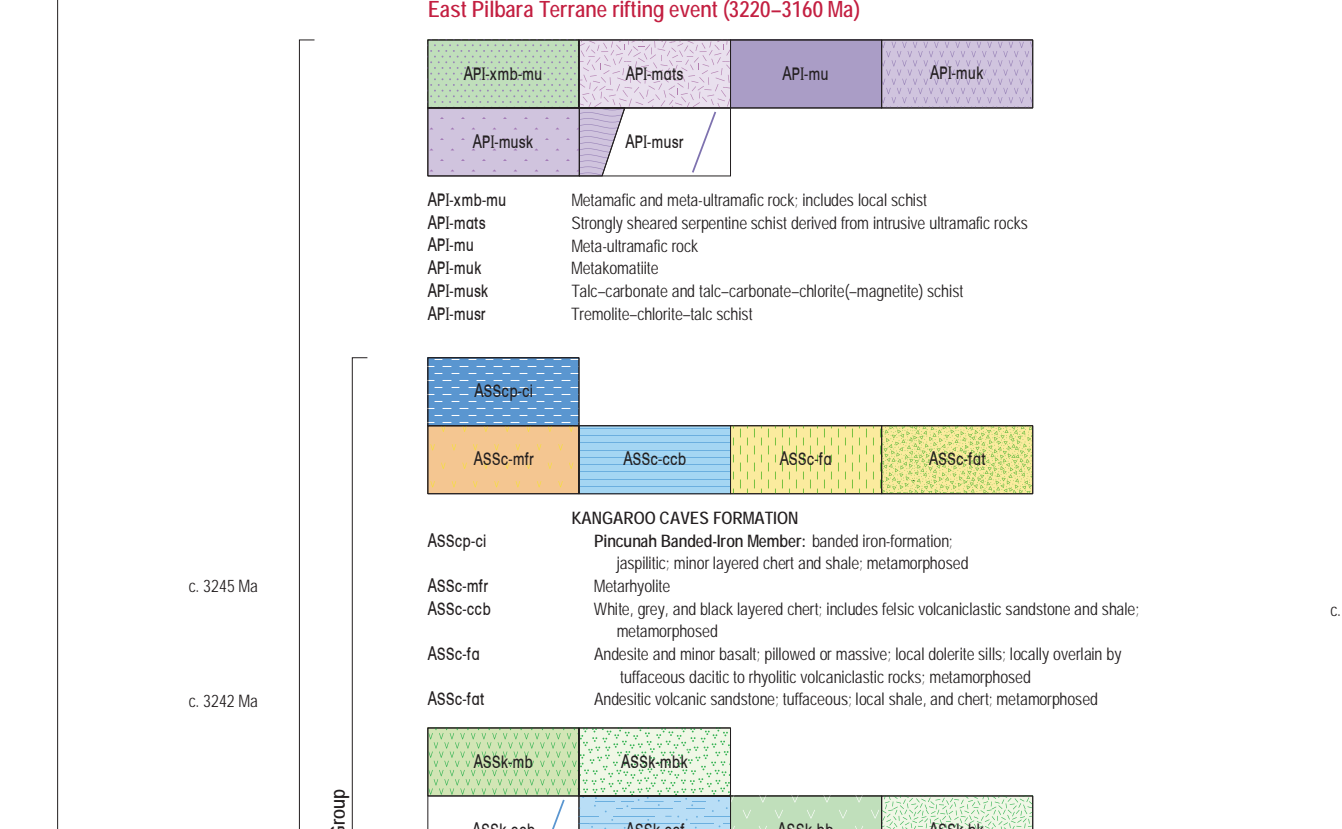 East Pilbara Terrane rifting event (3220–3160 Ma)
API-xmb-mu API-mats API-mu API-muk
API-musk API-musr
API-xmb-mu Metamafic and meta-ultramafic rock; includes local schist
API-mats Strongly sheared serpentine schist derived from intrusive ultramafic rocks
API-mu Meta-ultramafic rock
API-muk Metakomatiite
API-musk Talc–carbonate and talc–carbonate–chlorite(–magnetite) schist
API-musr Tremolite–chlorite–talc schist
ASScp-ci
ASSc-mfr ASSc-ccb ASSc-fa ASSc-fat
KANGAROO CAVES FORMATION
ASScp-ci Pincunah Banded-Iron Member: banded iron-formation;
jaspilitic; minor layered chert and shale; metamorphosed
c. 3245 Ma ASSc-mfr Metarhyolite
ASSc-ccb White, grey, and black layered chert; includes felsic volcaniclastic sandstone and shale; c.
metamorphosed
ASSc-fa Andesite and minor basalt; pillowed or massive; local dolerite sills; locally overlain by
tuffaceous dacitic to rhyolitic volcaniclastic rocks; metamorphosed
c. 3242 Ma ASSc-fat Andesitic volcanic sandstone; tuffaceous; local shale, and chert; metamorphosed
ASSk-mb ASSk-mbk
Group